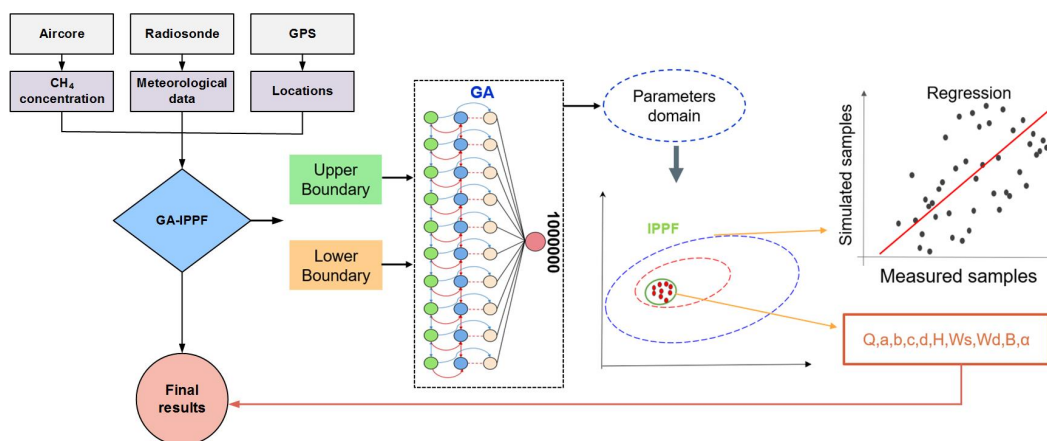 Aircore
Radiosonde
GPS
CH₄
concentration
Meteorological
data
Locations
GA-IPPF
Final
results
Upper
Boundary
Lower
Boundary
GA
1000000
Parameters
domain
IPPF
Regression
Simulated samples
Measured samples
Q,a,b,c,d,H,Ws,Wd,B,α